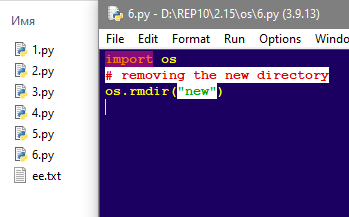 Имя
1.py
2.py
3.py
4.py
5.py
6.py
ee.txt
6.py - D:\REP10\2.15\os\6.py (3.9.13)
File Edit Format Run Options Windo
import os
# removing the new directory
os.rmdir("new")